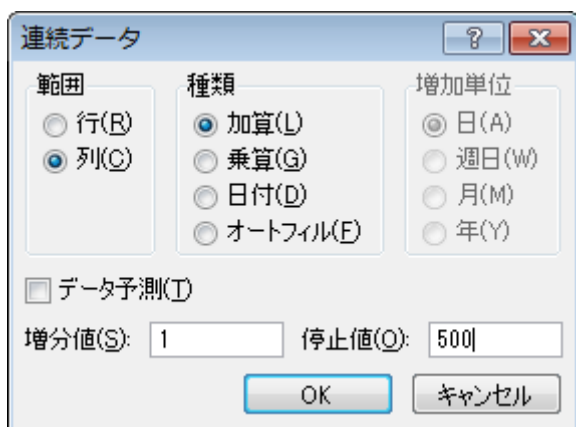 連続データ
範囲
行(R)
列(C)
種類
加算(L)
乗算(G)
日付(D)
オートフィル(F)
増加単位
日(A)
週日(W)
月(M)
年(Y)
データ予測(T)
増分値(S): 1 停止値(O): 500
OK キャンセル